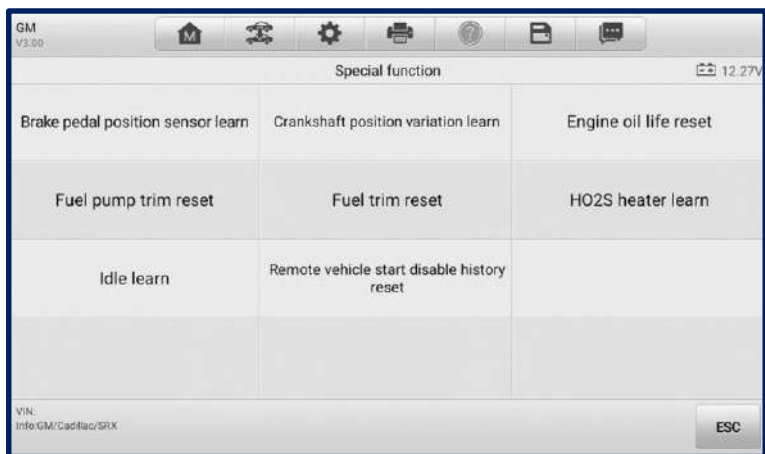 GM
V3.00
M
Special function
12.27V
Brake pedal position sensor learn
Crankshaft position variation learn
Engine oil life reset
Fuel pump trim reset
Fuel trim reset
HO2S heater learn
Idle learn
Remote vehicle start disable history
reset
VIN:
Info:GM/Cadillac/SRX
ESC